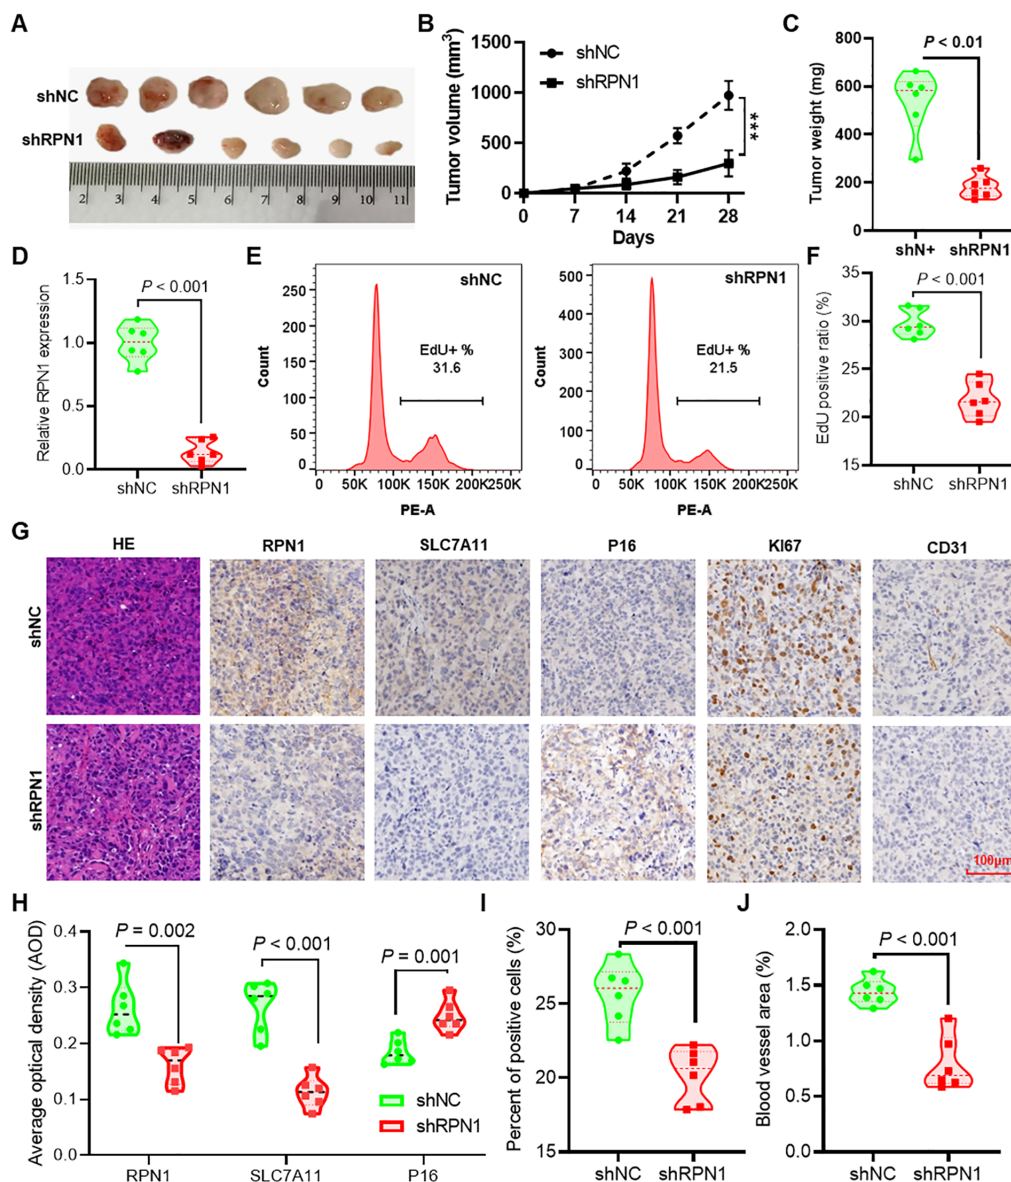 A
shNC
shRPN1
2 3 4 5 6 7 8 9 10 11
B
Tumor volume (mm³)
1500
1000
500
0
0 7 14 21 28
Days
shNC
shRPN1
***
C
Tumor weight (mg)
800
600
400
200
0
P < 0.01
shN+ shRPN1
D
Relative RPN1 expression
1.5
1.0
0.5
0.0
P < 0.001
shNC shRPN1
E
Count
250
200
150
100
50
0
shNC
EdU+ %
31.6
0 50K 100K 150K 200K 250K
PE-A
Count
500
400
300
200
100
0
shRPN1
EdU+ %
21.5
0 50K 100K 150K 200K 250K
PE-A
F
EdU positive ratio (%)
35
30
25
20
15
P < 0.001
shNC shRPN1
G
HE RPN1 SLC7A11 P16 KI67 CD31
shNC
shRPN1
100μm
H
Average optical density (AOD)
0.4
0.3
0.2
0.1
0.0
P = 0.002
P < 0.001
P = 0.001
shNC
shRPN1
RPN1 SLC7A11 P16
I
Percent of positive cells (%)
30
25
20
15
P < 0.001
shNC shRPN1
J
Blood vessel area (%)
2.0
1.5
1.0
0.5
0.0
P < 0.001
shNC shRPN1